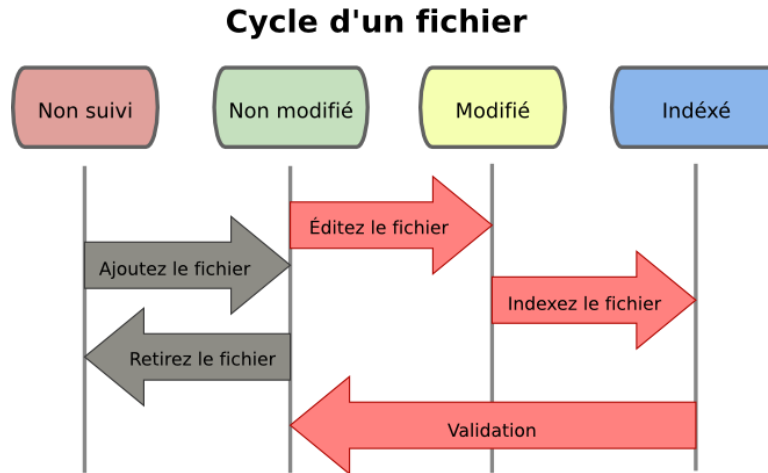 Cycle d'un fichier
Non suivi
Non modifié
Modifié
Indéxé
Éditez le fichier
Ajoutez le fichier
Indexez le fichier
Retirez le fichier
Validation